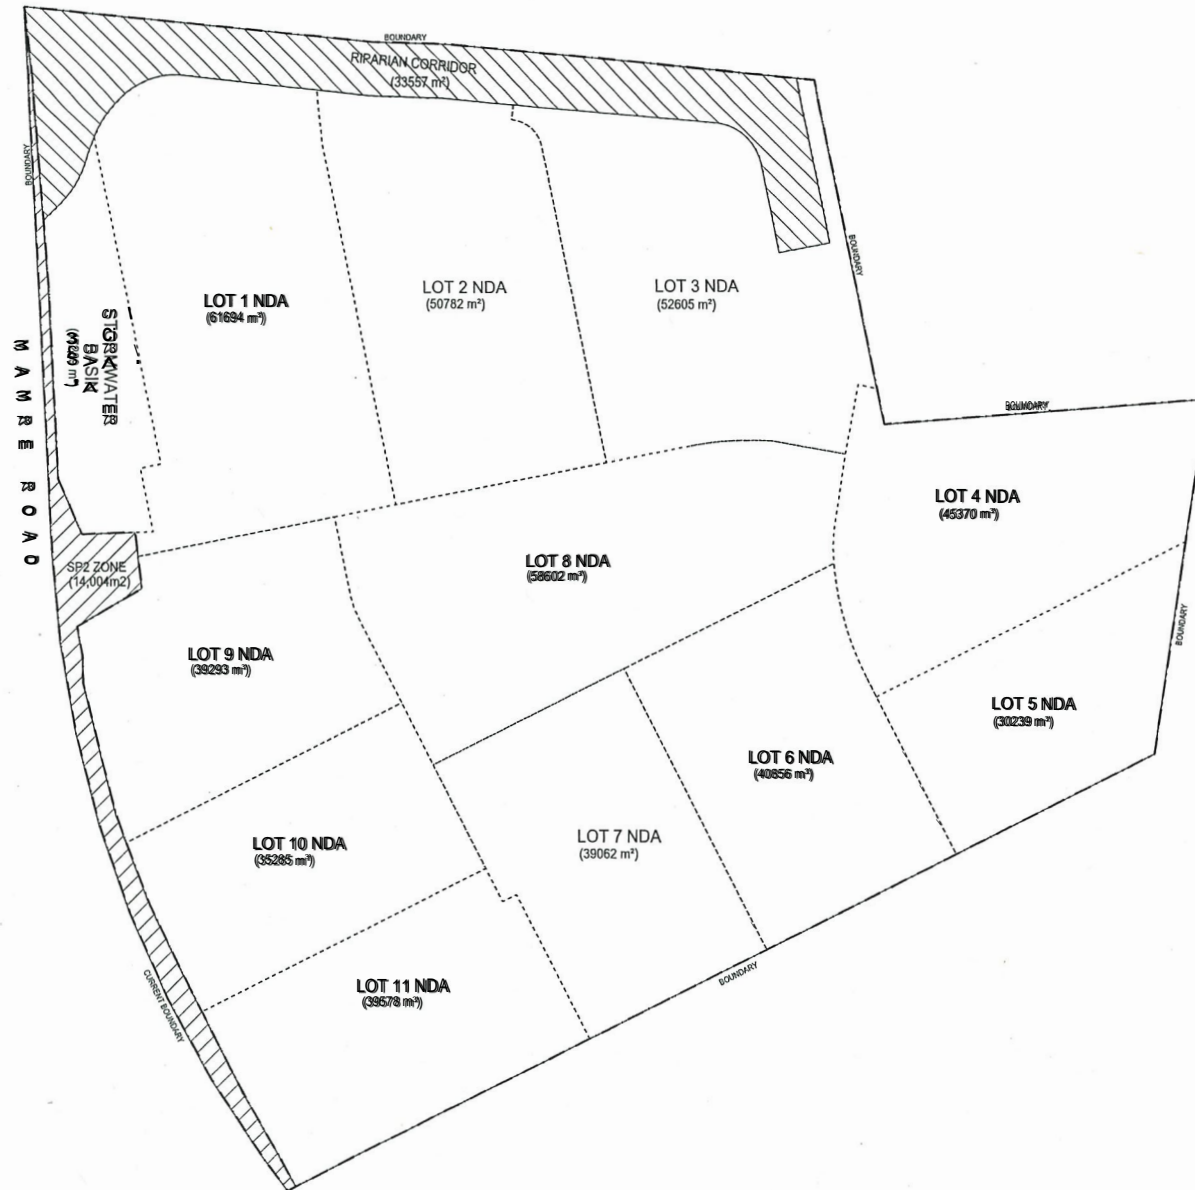 BOUNDARY
RIPARIAN CORRIDOR
(33557 m²)
BOUNDARY
BOUNDARY
LOT 1 NDA
(61694 m²)
LOT 2 NDA
(50782 m²)
LOT 3 NDA
(52605 m²)
STORMWATER
BASIN
MAMRE ROAD
BOUNDARY
LOT 4 NDA
(45370 m²)
SP2 ZONE
(14,004m2)
LOT 8 NDA
(58602 m²)
BOUNDARY
LOT 9 NDA
(39293 m²)
LOT 5 NDA
(30239 m²)
LOT 6 NDA
(40856 m²)
LOT 10 NDA
(35285 m²)
LOT 7 NDA
(39062 m²)
LOT 11 NDA
(39578 m²)
BOUNDARY
CURRENT BOUNDARY